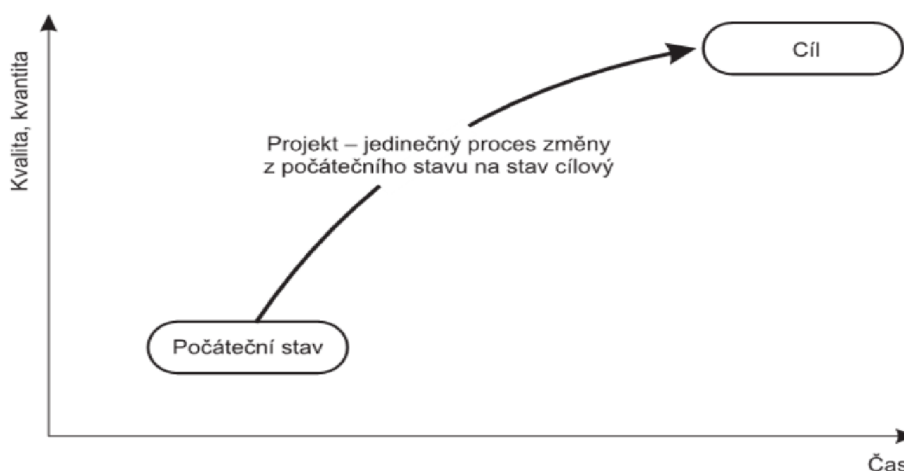 Kvalita, kvantita
Cíl
Projekt – jedinečný proces změny
z počátečního stavu na stav cílový
Počáteční stav
Čas